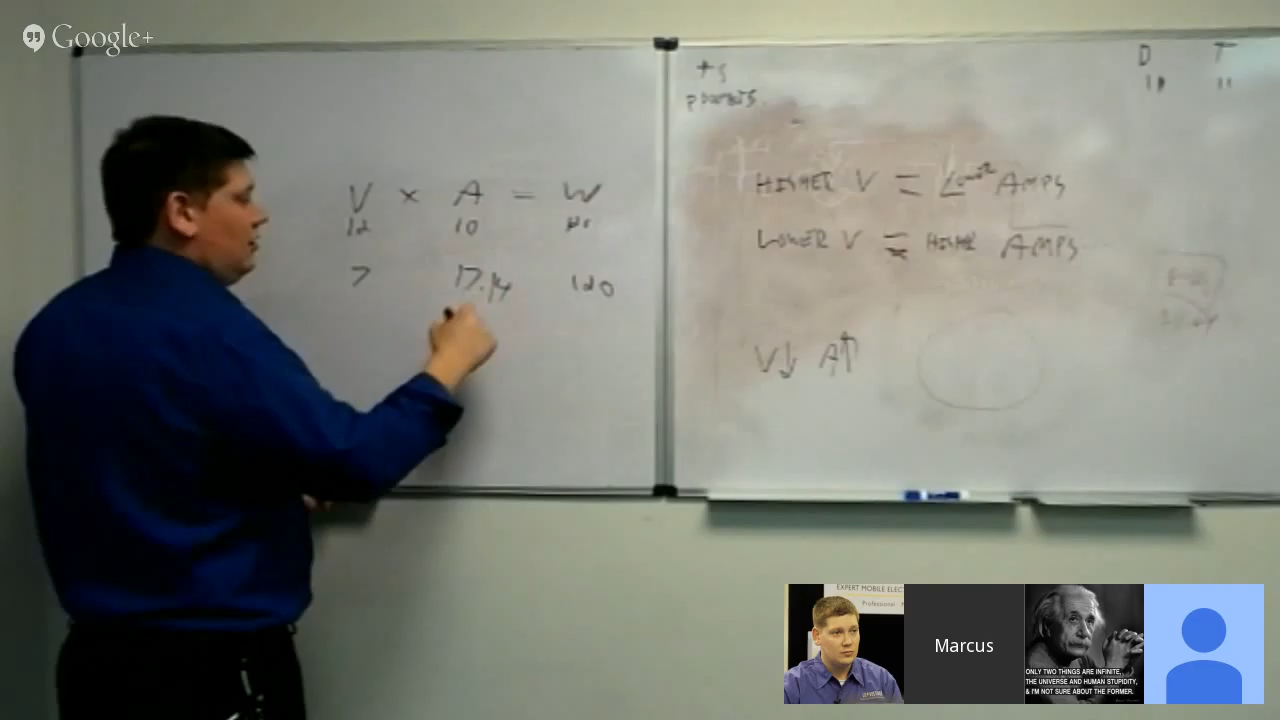 Google+
V × A = W
12 10 120
7 17.14 120
D T
HIGHER V = LOWER AMPS
LOWER V = HIGHER AMPS
V↓ A↑
EXPERT MOBILE ELEC
Professional
Marcus
ONLY TWO THINGS ARE INFINITE,
THE UNIVERSE AND HUMAN STUPIDITY,
& I'M NOT SURE ABOUT THE FORMER.